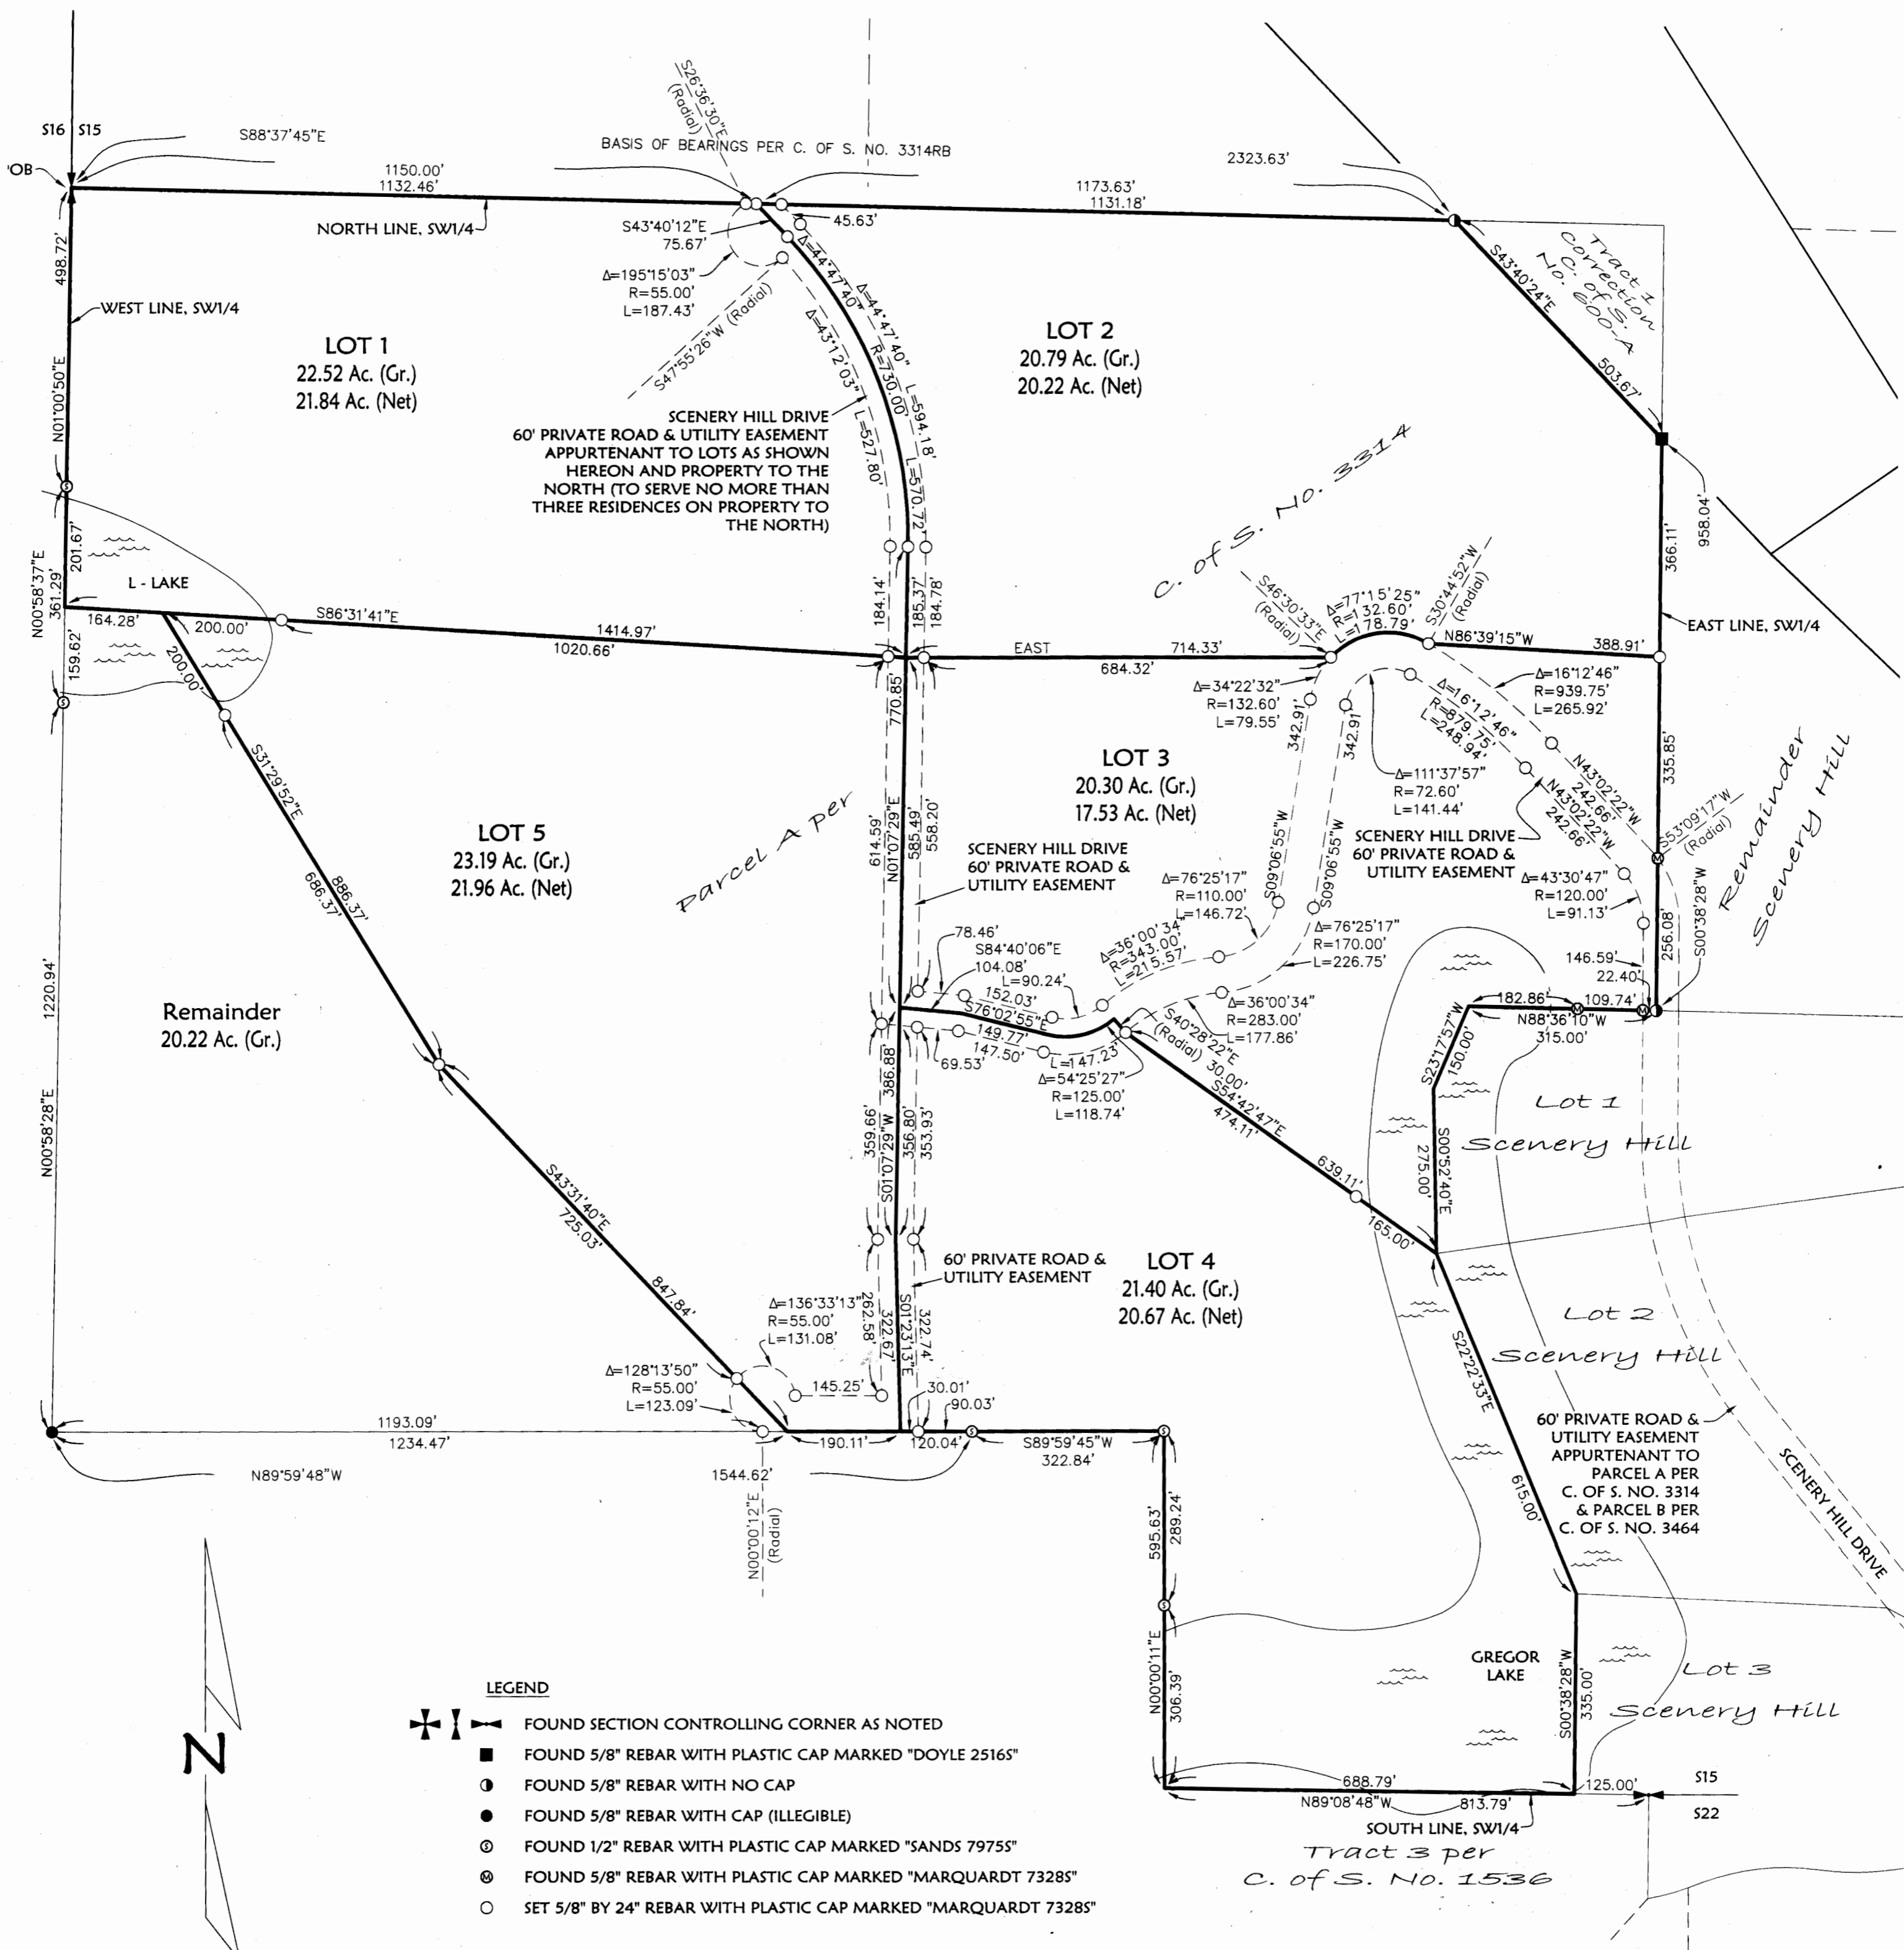 S16 S15
S88°37'45"E
'OB
BASIS OF BEARINGS PER C. OF S. NO. 3314RB
S26°36'30"E
(Radial)
2323.63'
1150.00'
1132.46'
1173.63'
1131.18'
NORTH LINE, SW1/4
S43°40'12"E
75.67'
45.63'
Δ=195°15'03"
R=55.00'
L=187.43'
S47°55'26"W (Radial)
Δ=44°47'40"
R=730.00'
L=570.72'
Δ=44°47'40"
L=594.18'
Δ=43°12'03"
L=527.80'
498.72'
N01°00'50"E
WEST LINE, SW1/4
LOT 1
22.52 Ac. (Gr.)
21.84 Ac. (Net)
LOT 2
20.79 Ac. (Gr.)
20.22 Ac. (Net)
S43°40'24"E
503.67'
Tract 1
Correction
C. of S.
No. 600-A
SCENERY HILL DRIVE
60' PRIVATE ROAD & UTILITY EASEMENT
APPURTENANT TO LOTS AS SHOWN
HEREON AND PROPERTY TO THE
NORTH (TO SERVE NO MORE THAN
THREE RESIDENCES ON PROPERTY TO
THE NORTH)
C. of S. No. 3314
958.04'
366.11'
EAST LINE, SW1/4
201.67'
N00°58'37"E
361.29'
159.62'
L - LAKE
164.28'
200.00'
200.00'
S86°31'41"E
1414.97'
1020.66'
184.14'
185.37'
184.78'
EAST
714.33'
684.32'
S46°30'33"E
(Radial)
Δ=77°15'25"
R=132.60'
L=178.79'
S30°44'52"W
(Radial)
N86°39'15"W
388.91'
Δ=34°22'32"
R=132.60'
L=79.55'
Δ=16°12'46"
R=939.75'
L=265.92'
Δ=16°12'46"
R=879.75'
L=248.94'
342.91'
342.91'
Δ=111°37'57"
R=72.60'
L=141.44'
N43°02'22"W
242.66'
N43°02'22"W
242.66'
335.85'
S53°09'17"W
(Radial)
Remainder
Scenery Hill
S31°29'52"E
886.37'
686.37'
LOT 5
23.19 Ac. (Gr.)
21.96 Ac. (Net)
Parcel A per
770.85'
N01°07'29"E
614.59'
585.49'
558.20'
LOT 3
20.30 Ac. (Gr.)
17.53 Ac. (Net)
SCENERY HILL DRIVE
60' PRIVATE ROAD &
UTILITY EASEMENT
SCENERY HILL DRIVE
60' PRIVATE ROAD &
UTILITY EASEMENT
S09°06'55"W
S09°06'55"W
Δ=43°30'47"
R=120.00'
L=91.13'
Δ=76°25'17"
R=110.00'
L=146.72'
Δ=76°25'17"
R=170.00'
L=226.75'
Δ=36°00'34"
R=343.00'
L=215.57'
Δ=36°00'34"
R=283.00'
L=177.86'
78.46'
S84°40'06"E
104.08'
L=90.24'
152.03'
S76°02'55"E
149.77'
147.50'
69.53'
L=147.23'
Δ=54°25'27"
R=125.00'
L=118.74'
S40°28'22"E
(Radial) 30.00'
S54°42'47"E
474.11'
639.11'
165.00'
256.08'
S00°38'28"W
146.59'
22.40'
182.86'
109.74'
N88°36'10"W
315.00'
S23°17'57"W
150.00'
S00°52'40"E
275.00'
Lot 1
Scenery Hill
1220.94'
N00°58'28"E
Remainder
20.22 Ac. (Gr.)
S43°31'40"E
725.03'
847.84'
386.88'
S01°07'29"W
359.66'
356.80'
353.93'
60' PRIVATE ROAD &
UTILITY EASEMENT
LOT 4
21.40 Ac. (Gr.)
20.67 Ac. (Net)
Δ=136°33'13"
R=55.00'
L=131.08'
262.58'
322.67'
S01°23'13"E
322.74'
Lot 2
Scenery Hill
S22°22'33"E
615.00'
Δ=128°13'50"
R=55.00'
L=123.09'
145.25'
30.01'
90.03'
1193.09'
1234.47'
190.11'
120.04'
S89°59'45"W
322.84'
N89°59'48"W
1544.62'
N00°00'12"E
(Radial)
60' PRIVATE ROAD &
UTILITY EASEMENT
APPURTENANT TO
PARCEL A PER
C. OF S. NO. 3314
& PARCEL B PER
C. OF S. NO. 3464
SCENERY HILL DRIVE
595.63'
289.24'
N00°00'11"E
306.39'
GREGOR
LAKE
S00°38'28"W
335.00'
Lot 3
Scenery Hill
688.79'
N89°08'48"W
813.79'
125.00'
S15
S22
SOUTH LINE, SW1/4
Tract 3 per
C. of S. No. 1536
N
LEGEND
FOUND SECTION CONTROLLING CORNER AS NOTED
FOUND 5/8" REBAR WITH PLASTIC CAP MARKED "DOYLE 2516S"
FOUND 5/8" REBAR WITH NO CAP
FOUND 5/8" REBAR WITH CAP (ILLEGIBLE)
S FOUND 1/2" REBAR WITH PLASTIC CAP MARKED "SANDS 7975S"
M FOUND 5/8" REBAR WITH PLASTIC CAP MARKED "MARQUARDT 7328S"
SET 5/8" BY 24" REBAR WITH PLASTIC CAP MARKED "MARQUARDT 7328S"